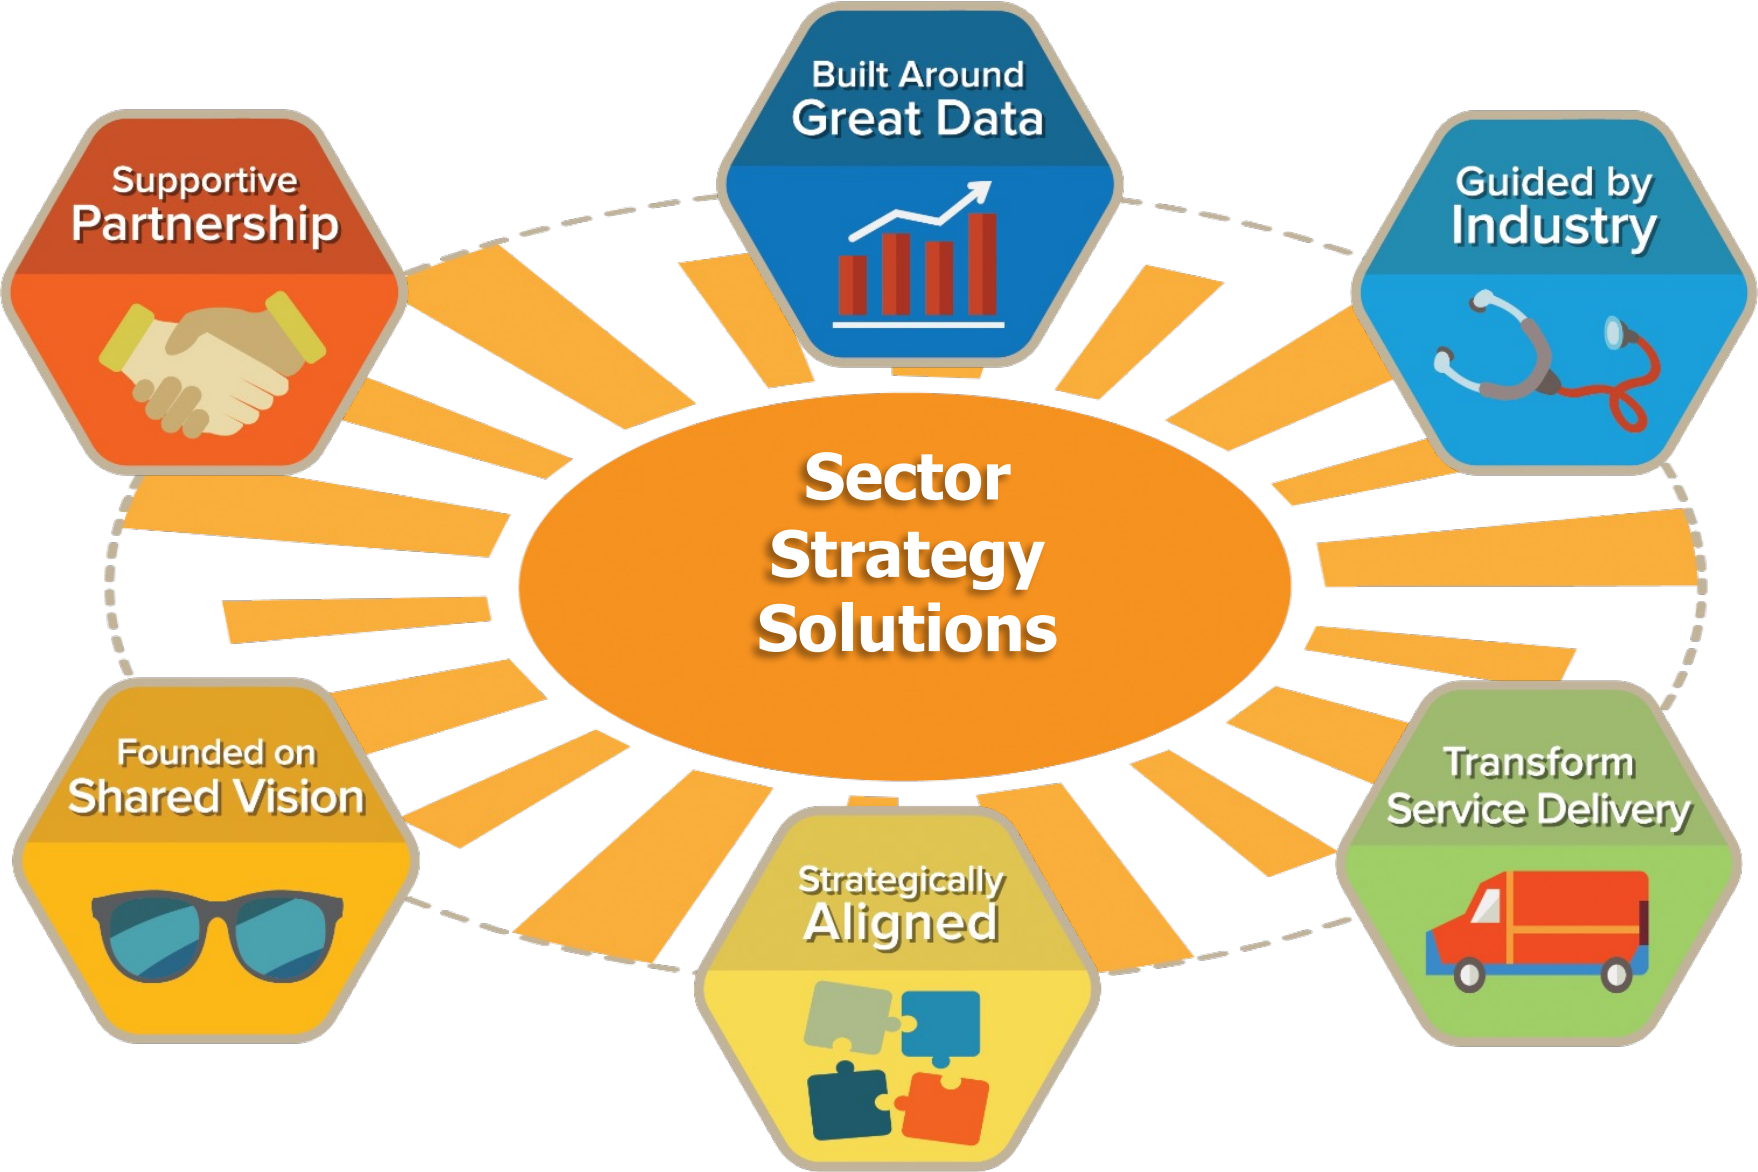 Built Around
Great Data
Supportive
Partnership
Guided by
Industry
Sector
Strategy
Solutions
Founded on
Shared Vision
Transform
Service Delivery
Strategically
Aligned